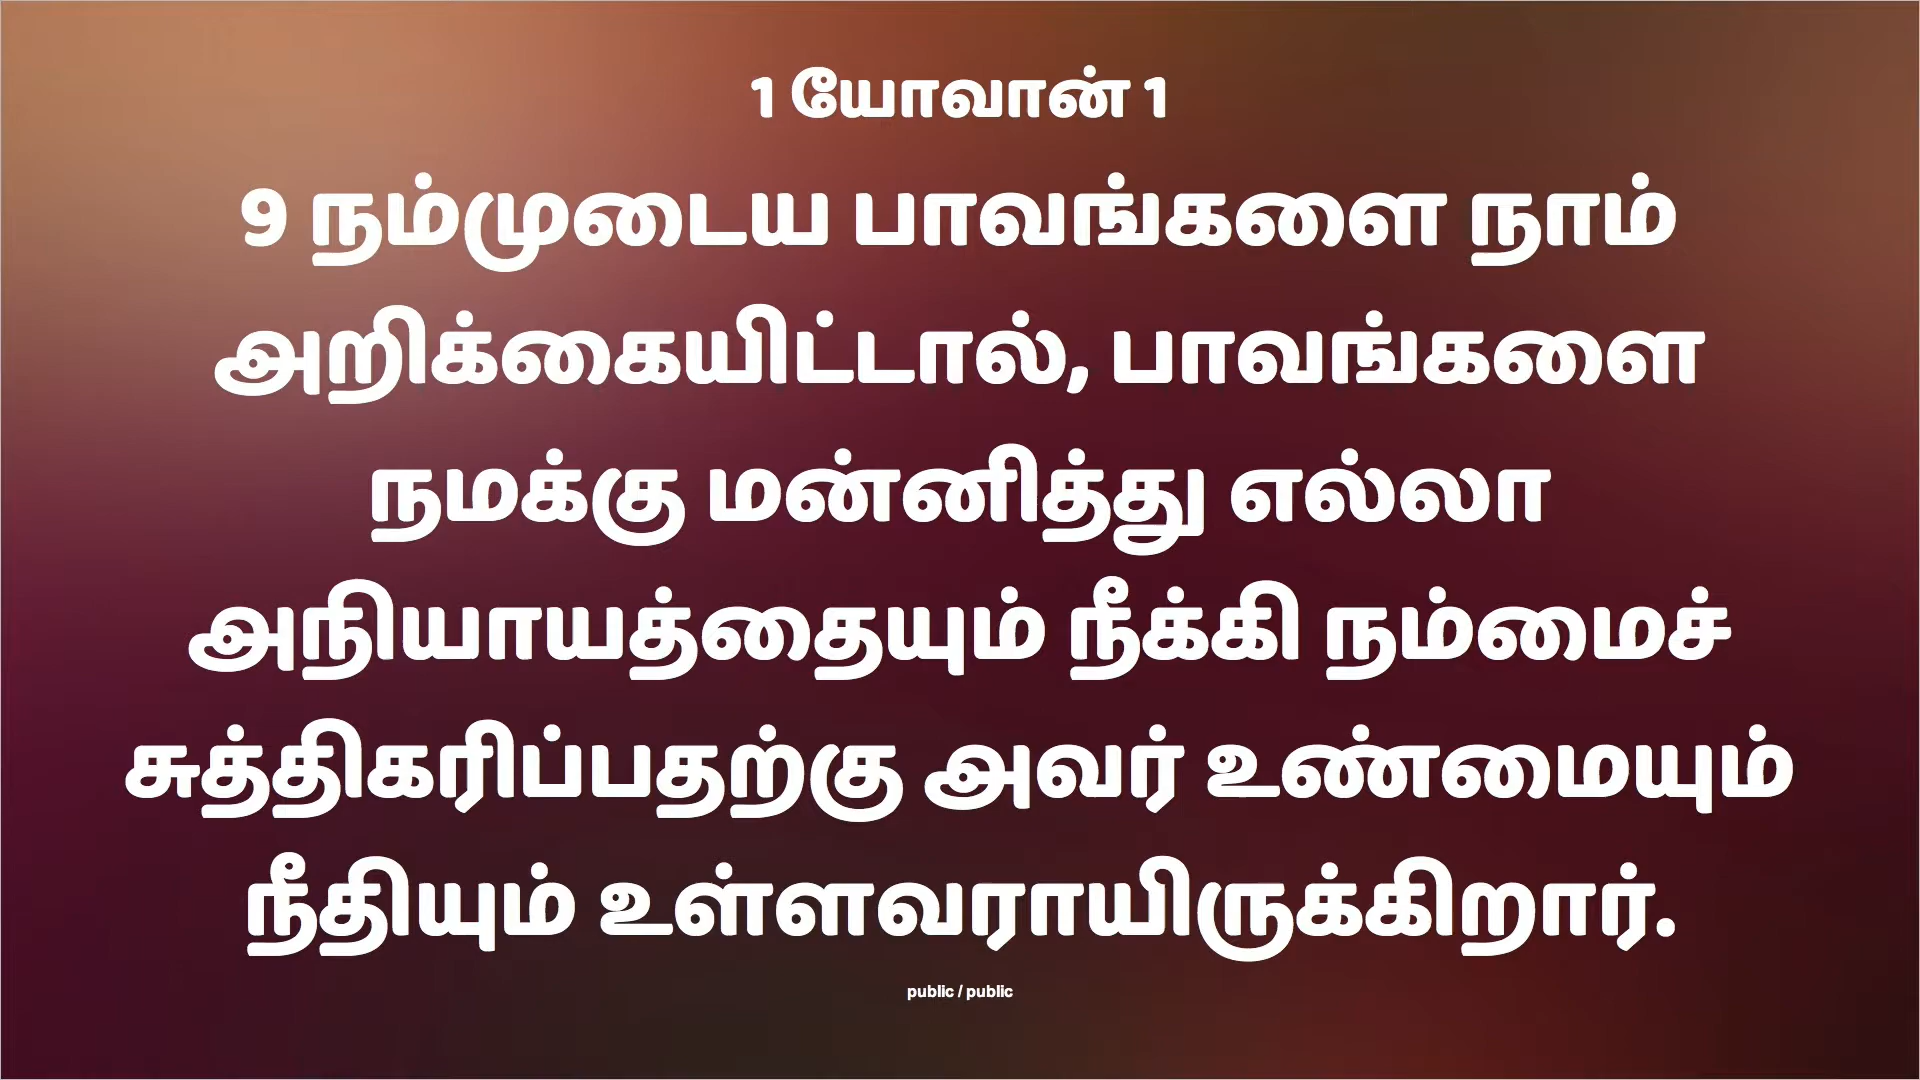 1 யோவான் 1
9 நம்முடைய பாவங்களை நாம்
அறிக்கையிட்டால், பாவங்களை
நமக்கு மன்னித்து எல்லா
அநியாயத்தையும் நீக்கி நம்மைச்
சுத்திகரிப்பதற்கு அவர் உண்மையும்
நீதியும் உள்ளவராயிருக்கிறார்.
public / public